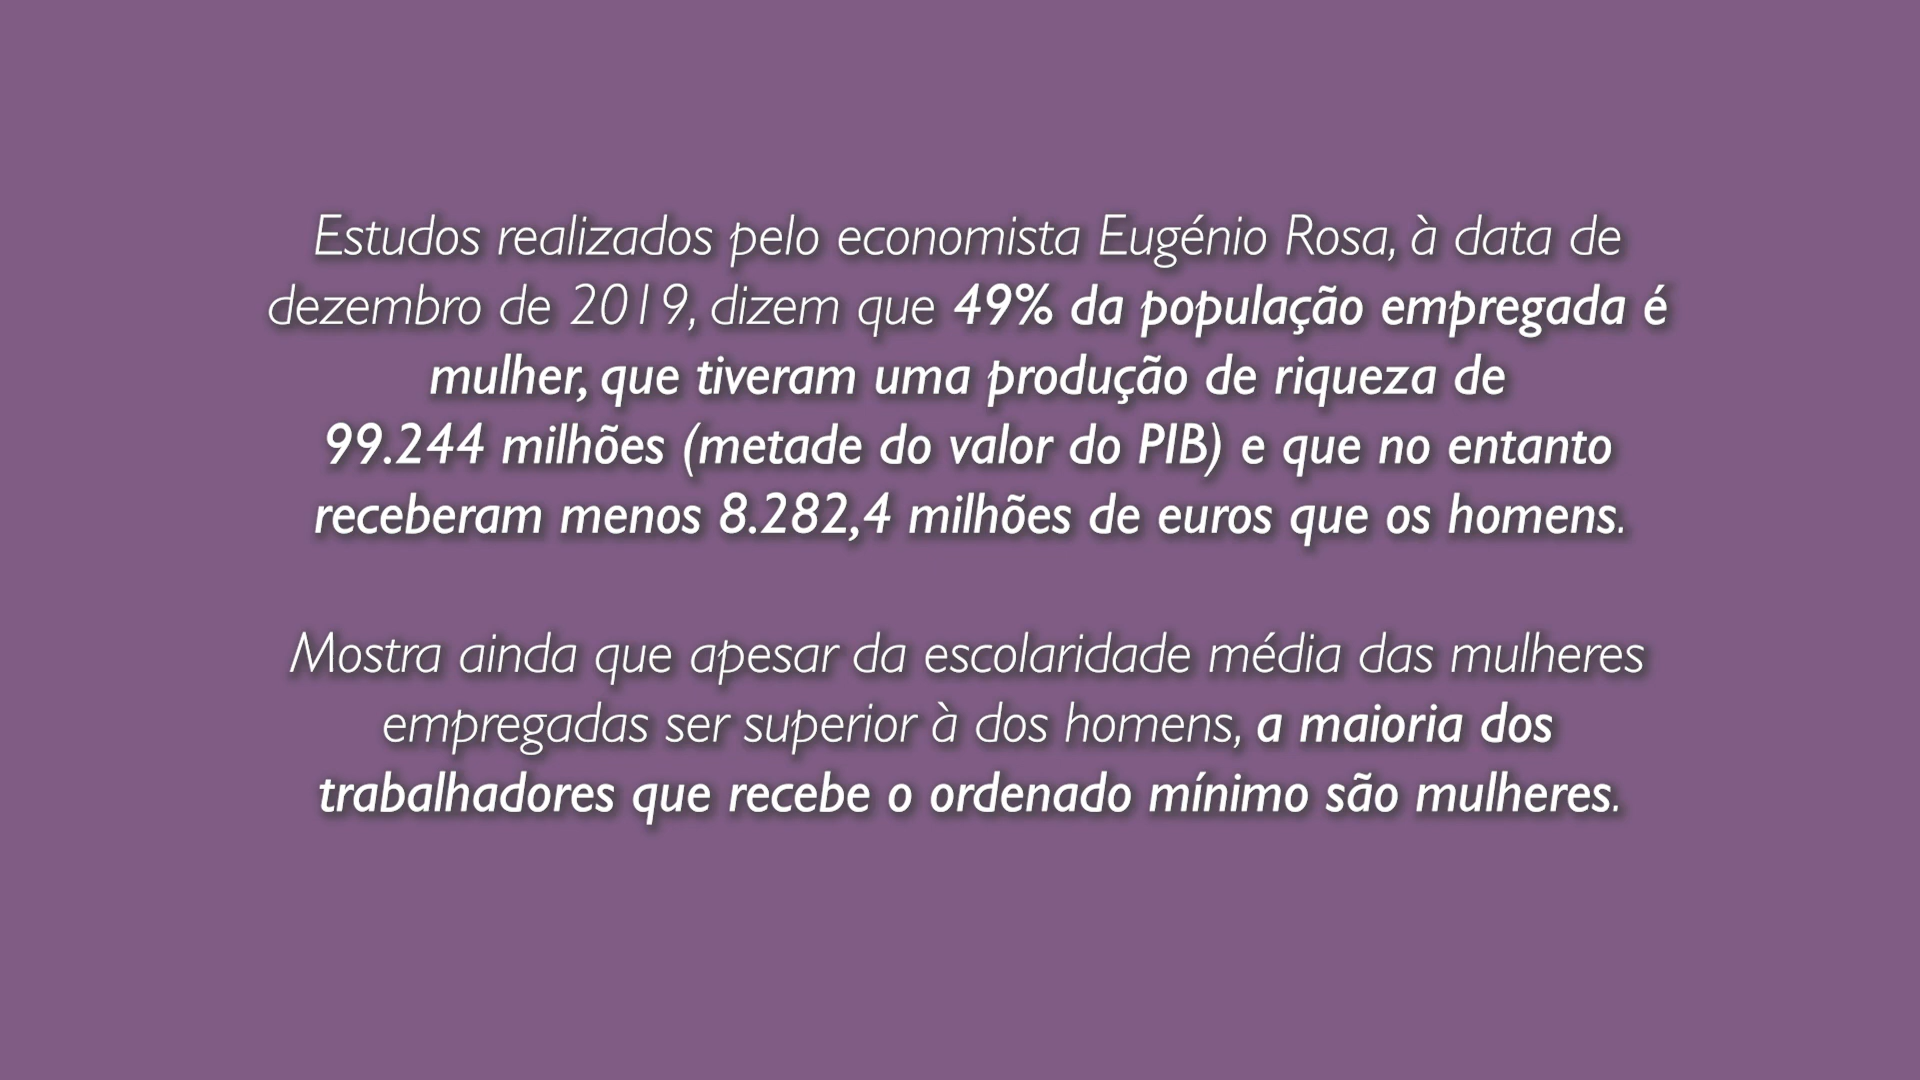 Estudos realizados pelo economista Eugénio Rosa, à data de
dezembro de 2019, dizem que 49% da população empregada é
mulher, que tiveram uma produção de riqueza de
99.244 milhões (metade do valor do PIB) e que no entanto
receberam menos 8.282,4 milhões de euros que os homens.
Mostra ainda que apesar da escolaridade média das mulheres
empregadas ser superior à dos homens, a maioria dos
trabalhadores que recebe o ordenado mínimo são mulheres.